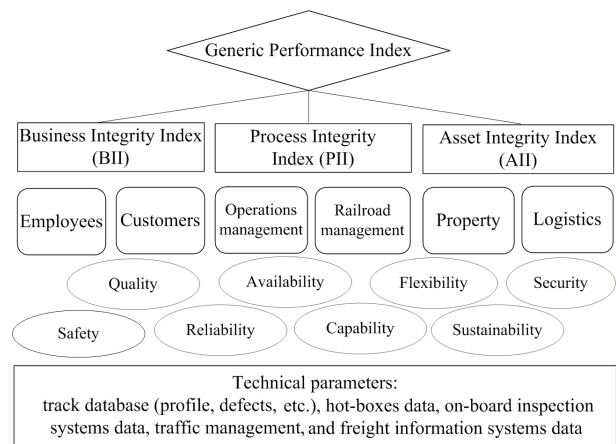 Generic Performance Index
Business Integrity Index
(BII)
Process Integrity
Index (PII)
Asset Integrity Index
(AII)
Employees
Customers
Operations
management
Railroad
management
Property
Logistics
Quality
Availability
Flexibility
Security
Safety
Reliability
Capability
Sustainability
Technical parameters:
track database (profile, defects, etc.), hot-boxes data, on-board inspection
systems data, traffic management, and freight information systems data